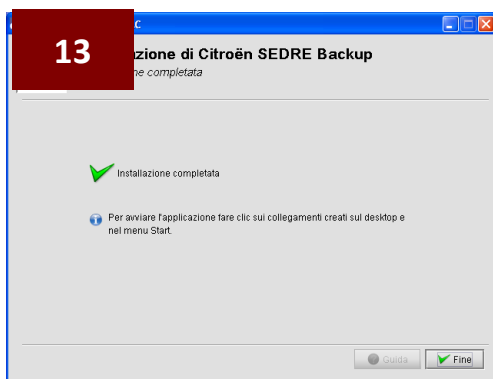 13
C
zione di Citroën SEDRE Backup
ne completata
Installazione completata
Per avviare l'applicazione fare clic sui collegamenti creati sul desktop e
nel menu Start.
Guida
Fine